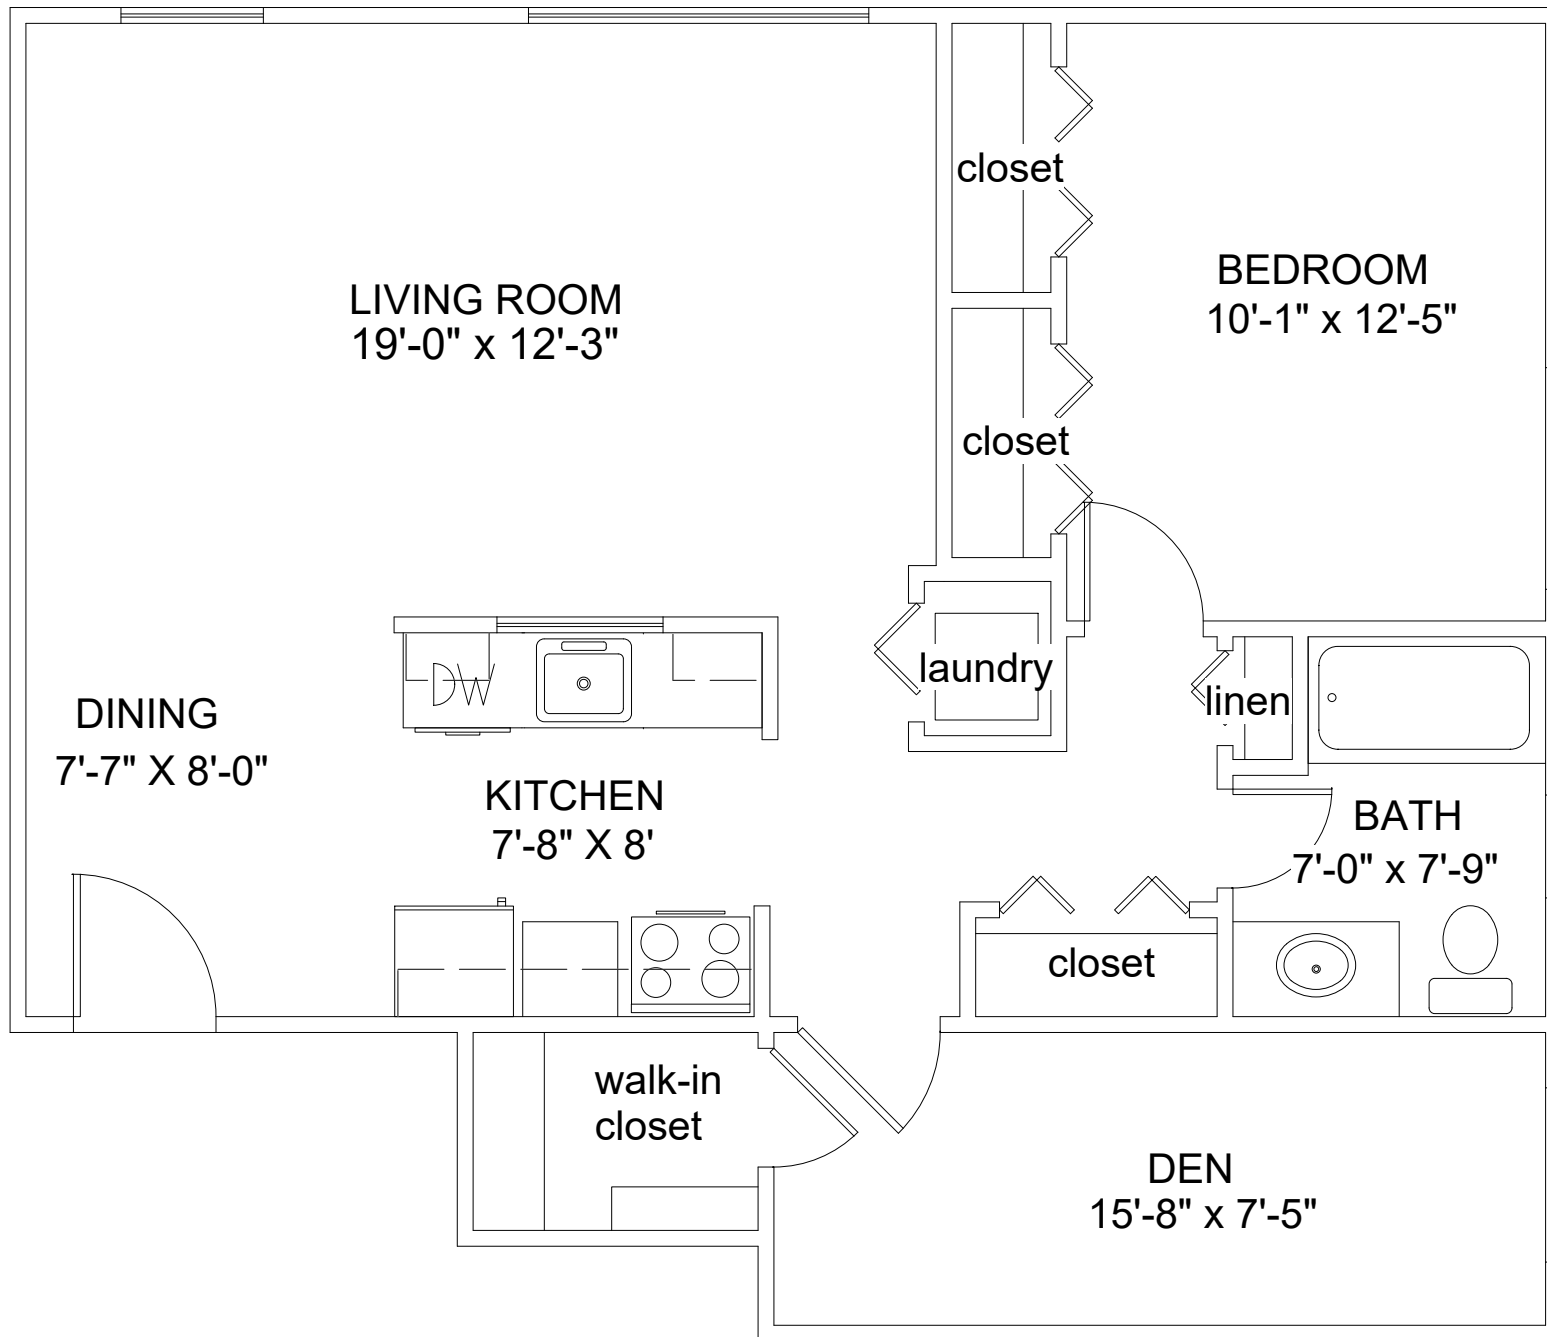 closet
BEDROOM
10'-1" x 12'-5"
LIVING ROOM
19'-0" x 12'-3"
closet
laundry
linen
DW
DINING
7'-7" X 8'-0"
KITCHEN
7'-8" X 8'
BATH
7'-0" x 7'-9"
closet
walk-in
closet
DEN
15'-8" x 7'-5"